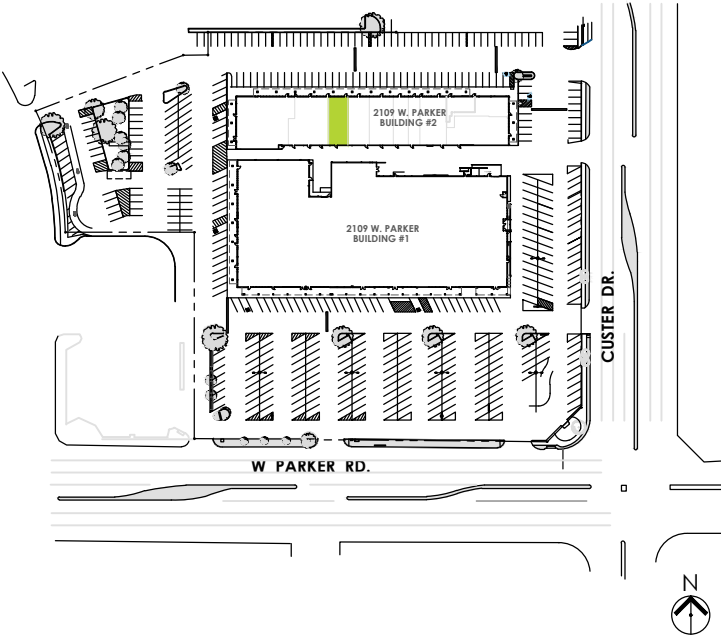 2109 W. PARKER
BUILDING #2
2109 W. PARKER
BUILDING #1
CUSTER DR.
W PARKER RD.
N